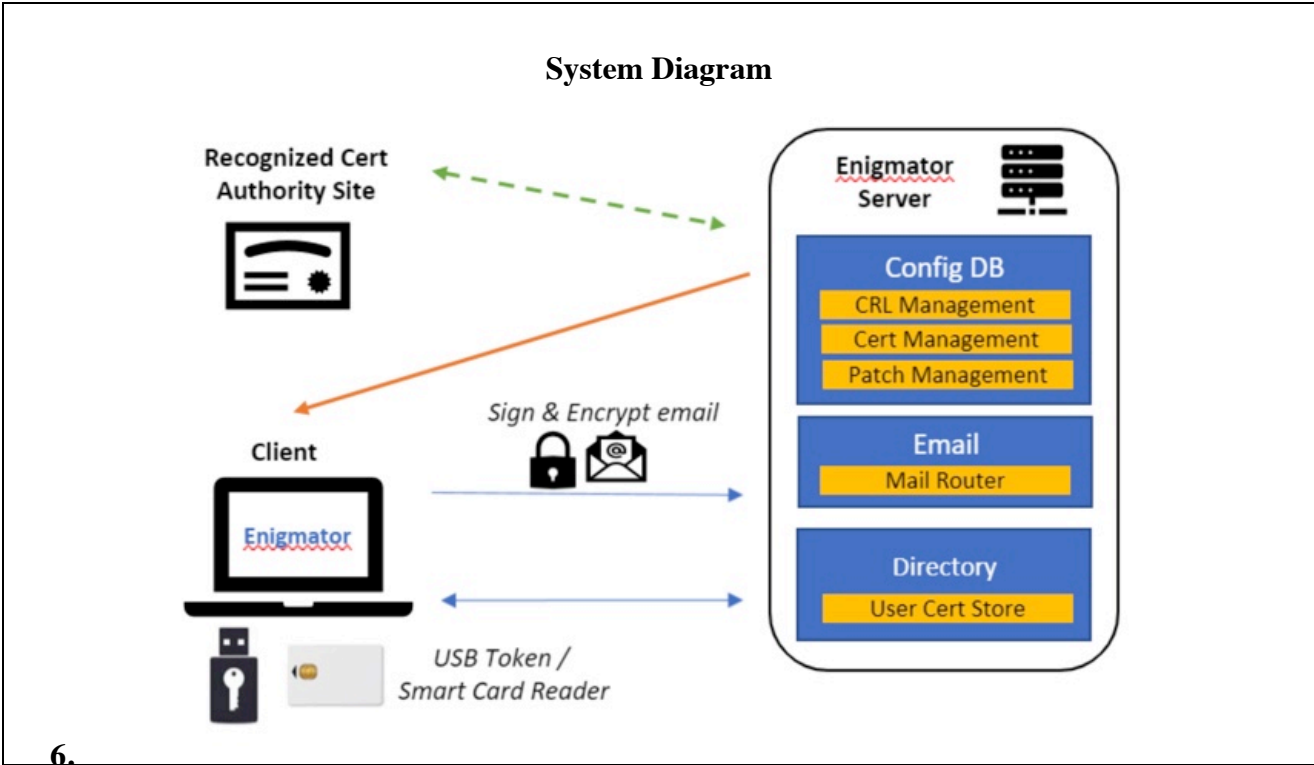 System Diagram
Recognized Cert
Authority Site
Enigmator
Server
Config DB
CRL Management
Cert Management
Patch Management
Sign & Encrypt email
@
Client
Email
Mail Router
Enigmator
Directory
User Cert Store
USB Token /
Smart Card Reader
6.